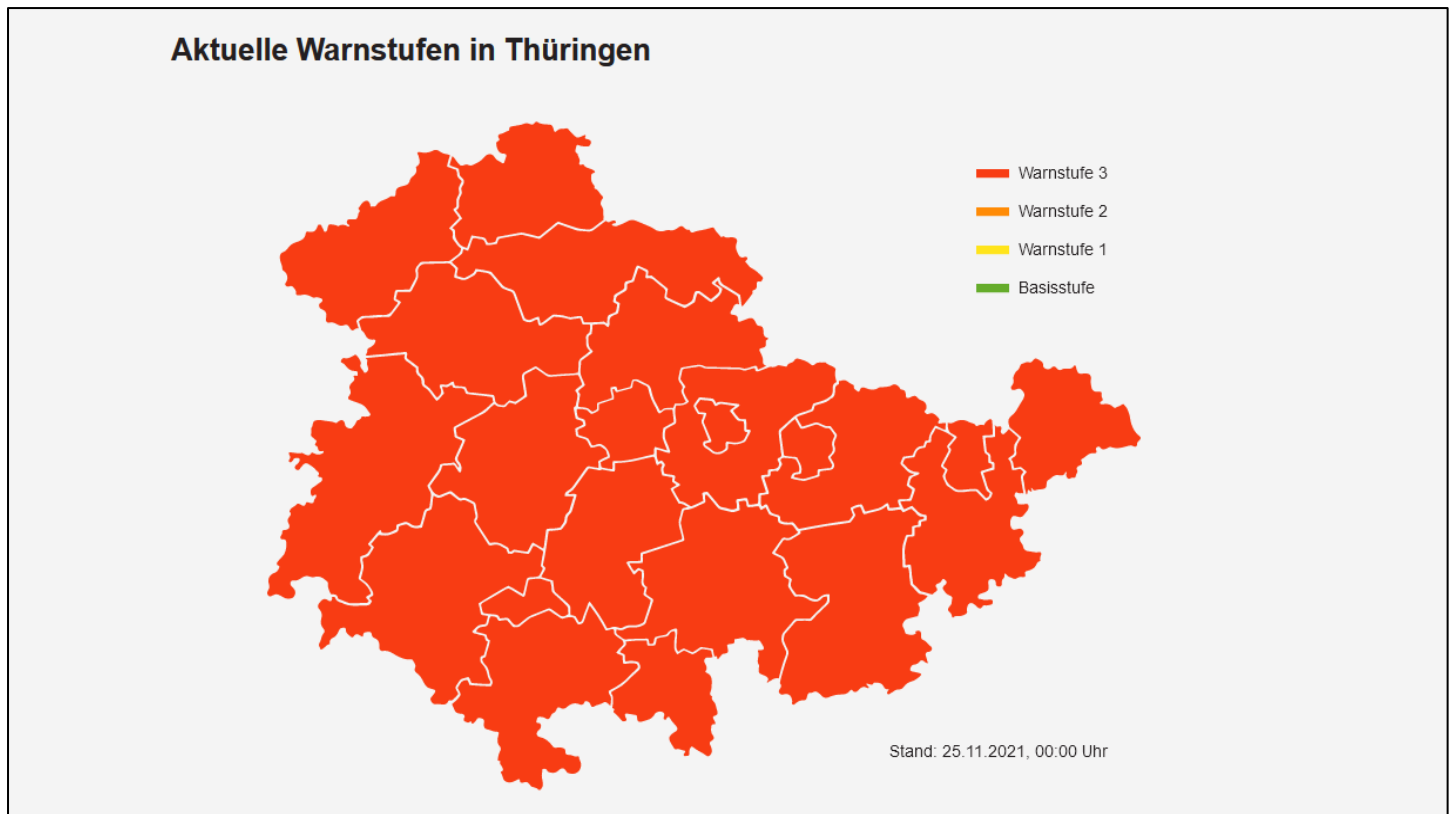 Aktuelle Warnstufen in Thüringen
Warnstufe 3
Warnstufe 2
Warnstufe 1
Basisstufe
Stand: 25.11.2021, 00:00 Uhr